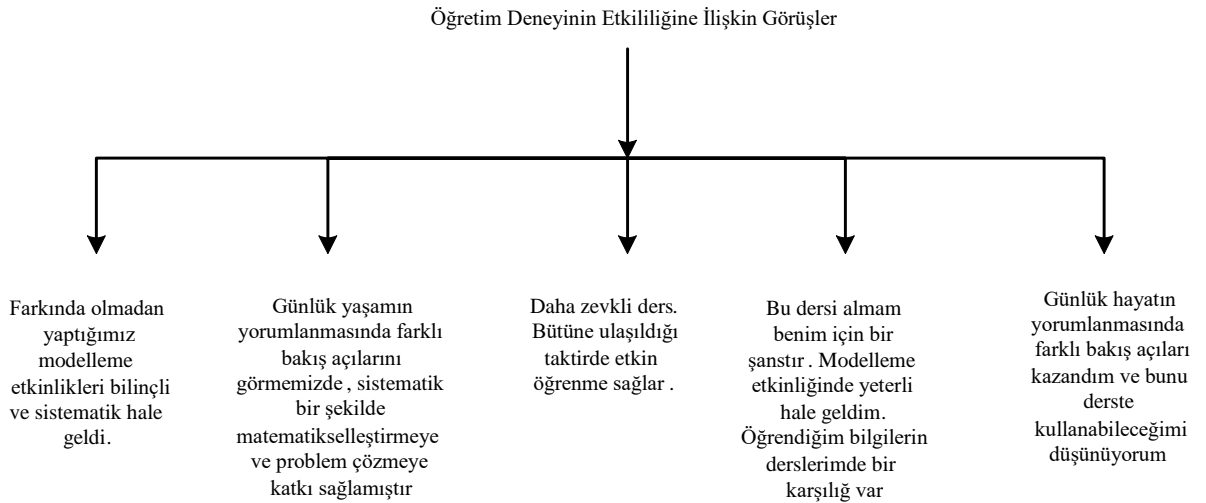 Öğretim Deneyinin Etkililiğine İlişkin Görüşler
Farkında olmadan
yaptığımız
modelleme
etkinlikleri bilinçli
ve sistematik hale
geldi.
Günlük yaşamın
yorumlanmasında farklı
bakış açılarını
görmemizde , sistematik
bir şekilde
matematikselleştirmeye
ve problem çözmeye
katkı sağlamıştır
Daha zevkli ders.
Bütüne ulaşıldığı
taktirde etkin
öğrenme sağlar .
Bu dersi almam
benim için bir
şanstır . Modelleme
etkinliğinde yeterli
hale geldim.
Öğrendiğim bilgilerin
derslerimde bir
karşılığ var
Günlük hayatın
yorumlanmasında
farklı bakış açıları
kazandım ve bunu
derste
kullanabileceğimi
düşünüyorum